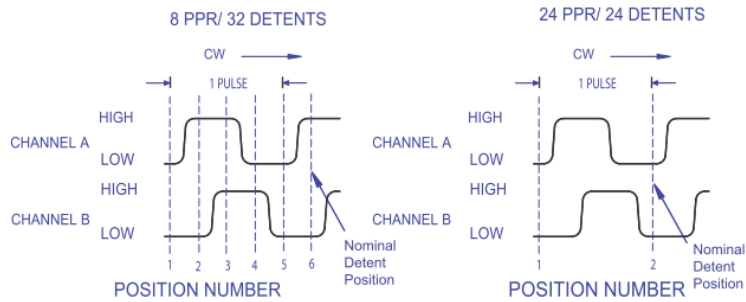 8 PPR/ 32 DETENTS
CW
1 PULSE
HIGH
CHANNEL A
LOW
HIGH
CHANNEL B
LOW
1 2 3 4 5 6
Nominal
Detent
Position
POSITION NUMBER
24 PPR/ 24 DETENTS
CW
1 PULSE
HIGH
CHANNEL A
LOW
HIGH
CHANNEL B
LOW
1 2
Nominal
Detent
Position
POSITION NUMBER